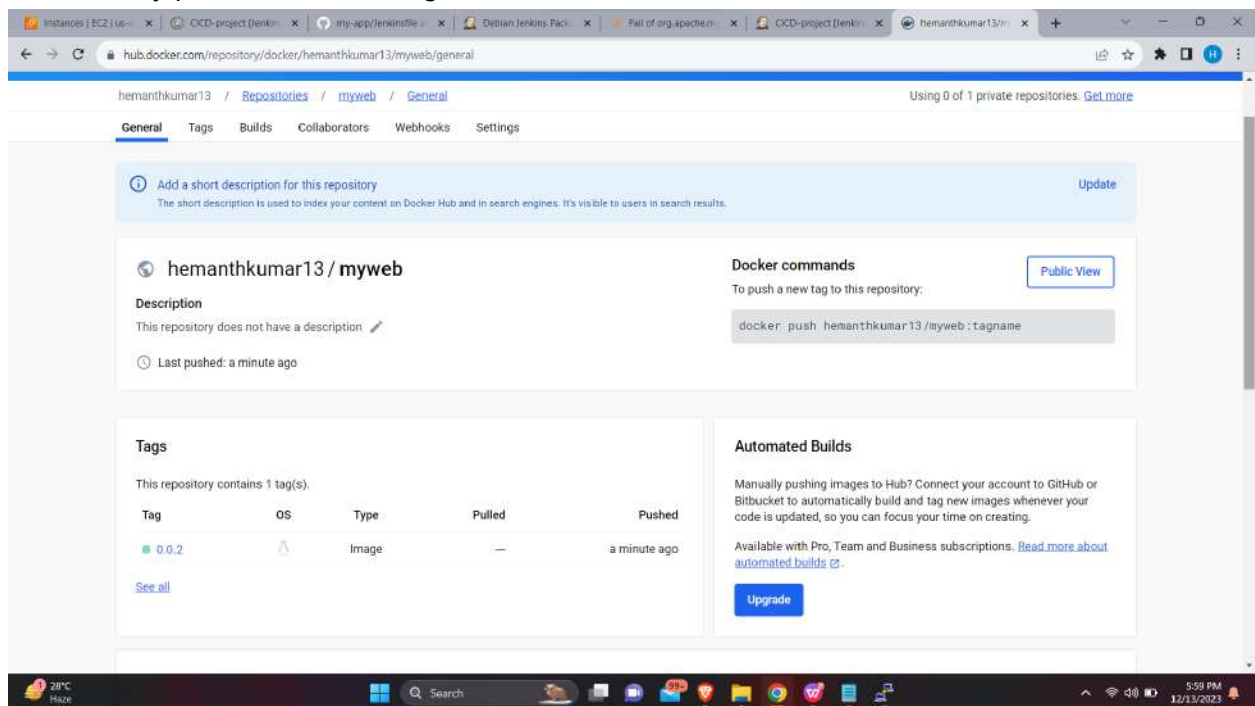 Instances | EC2 | us-
CICD-project [Jenkins
my-app/Jenkinsfile
Debian Jenkins Pack
Fail of org.apache.m
CICD-project [Jenkin
hemanthkumar13/m
hub.docker.com/repository/docker/hemanthkumar13/myweb/general
H
hemanthkumar13 / Repositories / myweb / General
Using 0 of 1 private repositories. Get more
General Tags Builds Collaborators Webhooks Settings
Add a short description for this repository
Update
The short description is used to index your content on Docker Hub and in search engines. It's visible to users in search results.
hemanthkumar13 / myweb
Description
This repository does not have a description
Last pushed: a minute ago
Docker commands
Public View
To push a new tag to this repository:
docker push hemanthkumar13/myweb:tagname
Tags
This repository contains 1 tag(s).
Tag OS Type Pulled Pushed
0.0.2 Image — a minute ago
See all
Automated Builds
Manually pushing images to Hub? Connect your account to GitHub or
Bitbucket to automatically build and tag new images whenever your
code is updated, so you can focus your time on creating.
Available with Pro, Team and Business subscriptions. Read more about
automated builds .
Upgrade
28°C
Haze
Search
99+
5:59 PM
12/13/2023